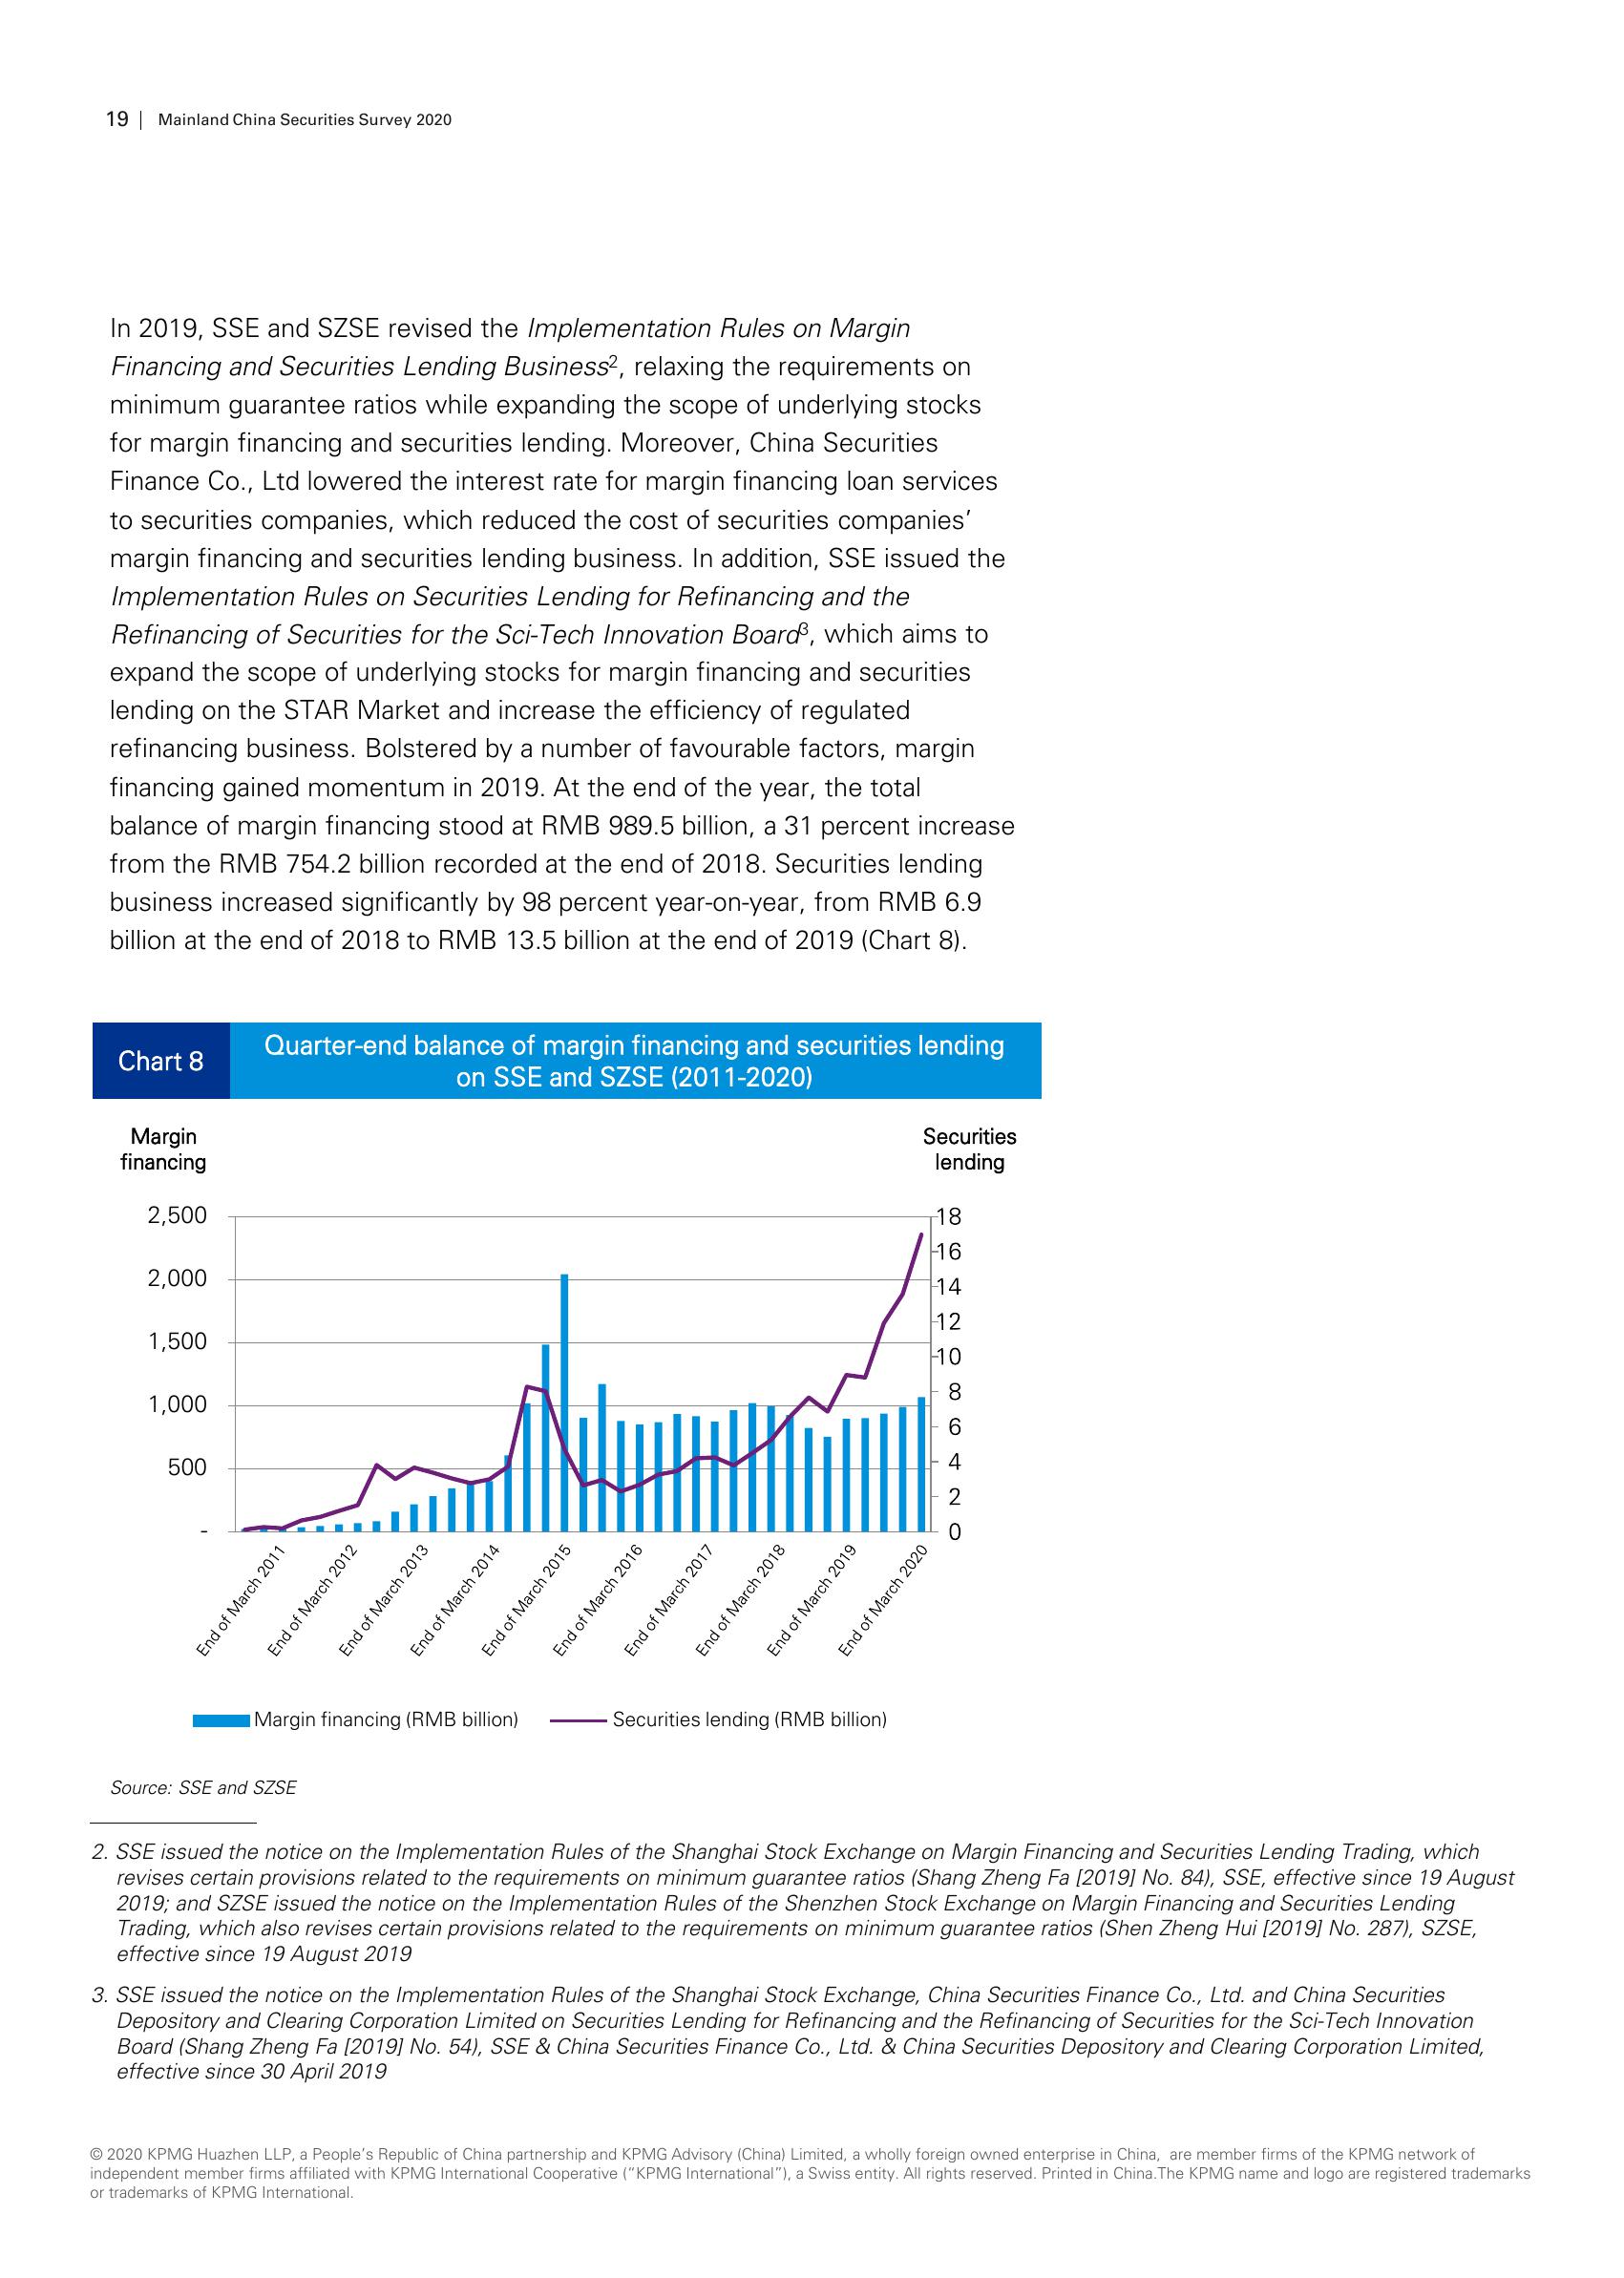 19 | Mainland China Securities Survey 2020
In 2019, SSE and SZSE revised the Implementation Rules on Margin
Financing and Securities Lending Business2, relaxing the requirements on
minimum guarantee ratios while expanding the scope of underlying stocks
for margin financing and securities lending. Moreover, China Securities
Finance Co., Ltd lowered the interest rate for margin financing loan services
to securities companies, which reduced the cost of securities companies’
margin financing and securities lending business. In addition, SSE issued the
Implementation Rules on Securities Lending for Refinancing and the
Refinancing of Securities for the Sci-Tech Innovation Board3, which aims to
expand the scope of underlying stocks for margin financing and securities
lending on the STAR Market and increase the efficiency of regulated
refinancing business. Bolstered by a number of favourable factors, margin
financing gained momentum in 2019. At the end of the year, the total
balance of margin financing stood at RMB 989.5 billion, a 31 percent increase
from the RMB 754.2 billion recorded at the end of 2018. Securities lending
business increased significantly by 98 percent year-on-year, from RMB 6.9
billion at the end of 2018 to RMB 13.5 billion at the end of 2019 (Chart 8).
Chart 8
Quarter-end balance of margin financing and securities lending
on SSE and SZSE (2011-2020)
Margin
financing
Securities
lending
2,500
2,000
1,500
1,000
500
-
18
16
14
12
10
8
6
4
2
0
End of March 2011
End of March 2012
End of March 2013
End of March 2014
End of March 2015
End of March 2016
End of March 2017
End of March 2018
End of March 2019
End of March 2020
Margin financing (RMB billion)
Securities lending (RMB billion)
Source: SSE and SZSE
2. SSE issued the notice on the Implementation Rules of the Shanghai Stock Exchange on Margin Financing and Securities Lending Trading, which
revises certain provisions related to the requirements on minimum guarantee ratios (Shang Zheng Fa [2019] No. 84), SSE, effective since 19 August
2019; and SZSE issued the notice on the Implementation Rules of the Shenzhen Stock Exchange on Margin Financing and Securities Lending
Trading, which also revises certain provisions related to the requirements on minimum guarantee ratios (Shen Zheng Hui [2019] No. 287), SZSE,
effective since 19 August 2019
3. SSE issued the notice on the Implementation Rules of the Shanghai Stock Exchange, China Securities Finance Co., Ltd. and China Securities
Depository and Clearing Corporation Limited on Securities Lending for Refinancing and the Refinancing of Securities for the Sci-Tech Innovation
Board (Shang Zheng Fa [2019] No. 54), SSE & China Securities Finance Co., Ltd. & China Securities Depository and Clearing Corporation Limited,
effective since 30 April 2019
© 2020 KPMG Huazhen LLP, a People’s Republic of China partnership and KPMG Advisory (China) Limited, a wholly foreign owned enterprise in China, are member firms of the KPMG network of
independent member firms affiliated with KPMG International Cooperative (“KPMG International”), a Swiss entity. All rights reserved. Printed in China.The KPMG name and logo are registered trademarks
or trademarks of KPMG International.